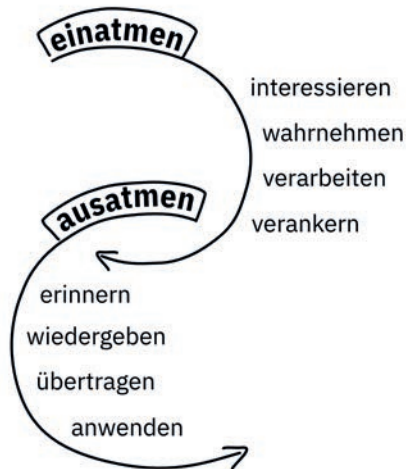 einatmen
interessieren
wahrnehmen
verarbeiten
verankern
ausatmen
erinnern
wiedergeben
übertragen
anwenden